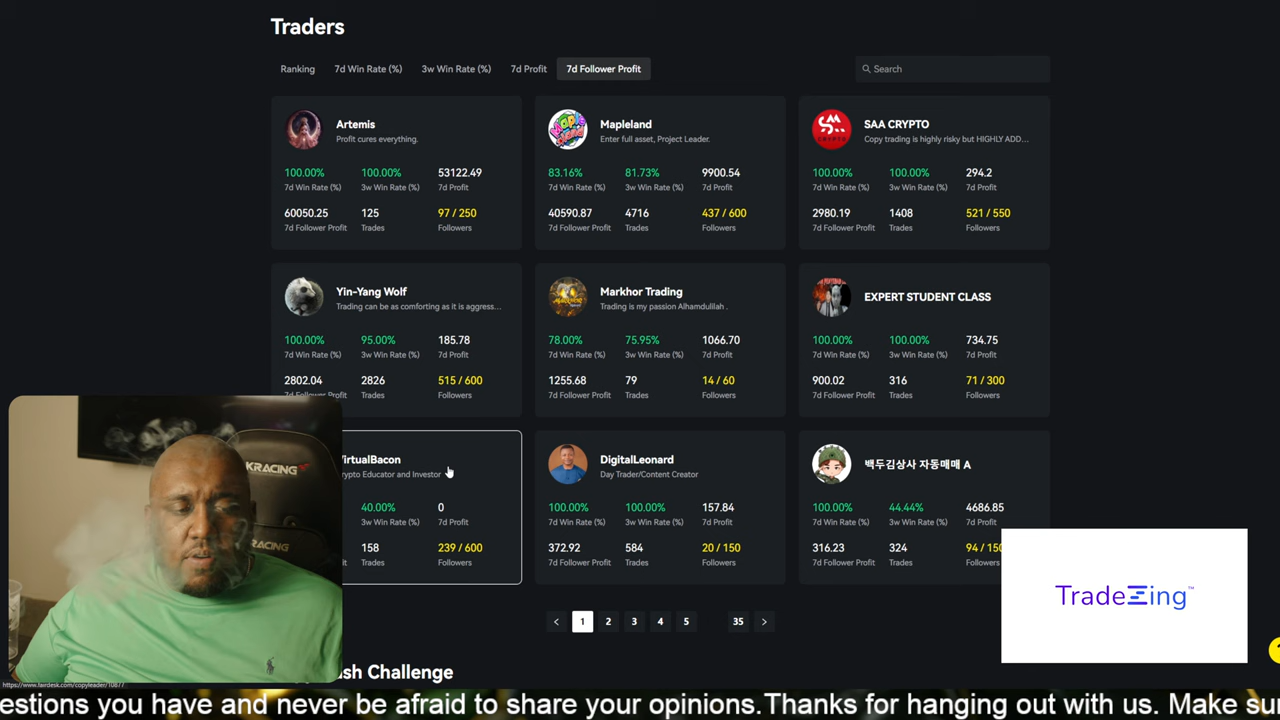 Traders
Ranking 7d Win Rate (%) 3w Win Rate (%) 7d Profit 7d Follower Profit Search
Artemis
Profit cures everything.
100.00% 100.00% 53122.49
7d Win Rate (%) 3w Win Rate (%) 7d Profit
60050.25 125 97 / 250
7d Follower Profit Trades Followers
Mapleland
Enter full asset, Project Leader.
83.16% 81.73% 9900.54
7d Win Rate (%) 3w Win Rate (%) 7d Profit
40590.87 4716 437 / 600
7d Follower Profit Trades Followers
SAA CRYPTO
Copy trading is highly risky but HIGHLY ADD...
100.00% 100.00% 294.2
7d Win Rate (%) 3w Win Rate (%) 7d Profit
2980.19 1408 521 / 550
7d Follower Profit Trades Followers
Yin-Yang Wolf
Trading can be as comforting as it is aggress...
100.00% 95.00% 185.78
7d Win Rate (%) 3w Win Rate (%) 7d Profit
2802.04 2826 515 / 600
7d Follower Profit Trades Followers
Markhor Trading
Trading is my passion Alhamdulilah .
78.00% 75.95% 1066.70
7d Win Rate (%) 3w Win Rate (%) 7d Profit
1255.68 79 14 / 60
7d Follower Profit Trades Followers
EXPERT STUDENT CLASS
100.00% 100.00% 734.75
7d Win Rate (%) 3w Win Rate (%) 7d Profit
900.02 316 71 / 300
7d Follower Profit Trades Followers
VirtualBacon
rypto Educator and Investor
40.00% 0
3w Win Rate (%) 7d Profit
158 239 / 600
Trades Followers
DigitalLeonard
Day Trader/Content Creator
100.00% 100.00% 157.84
7d Win Rate (%) 3w Win Rate (%) 7d Profit
372.92 584 20 / 150
7d Follower Profit Trades Followers
백두김상사 자동매매 A
100.00% 44.44% 4686.85
7d Win Rate (%) 3w Win Rate (%) 7d Profit
316.23 324 94 / 150
7d Follower Profit Trades Followers
KRACING
RACING
TradeZing™
1 2 3 4 5 35
sh Challenge
estions you have and never be afraid to share your opinions.Thanks for hanging out with us. Make su